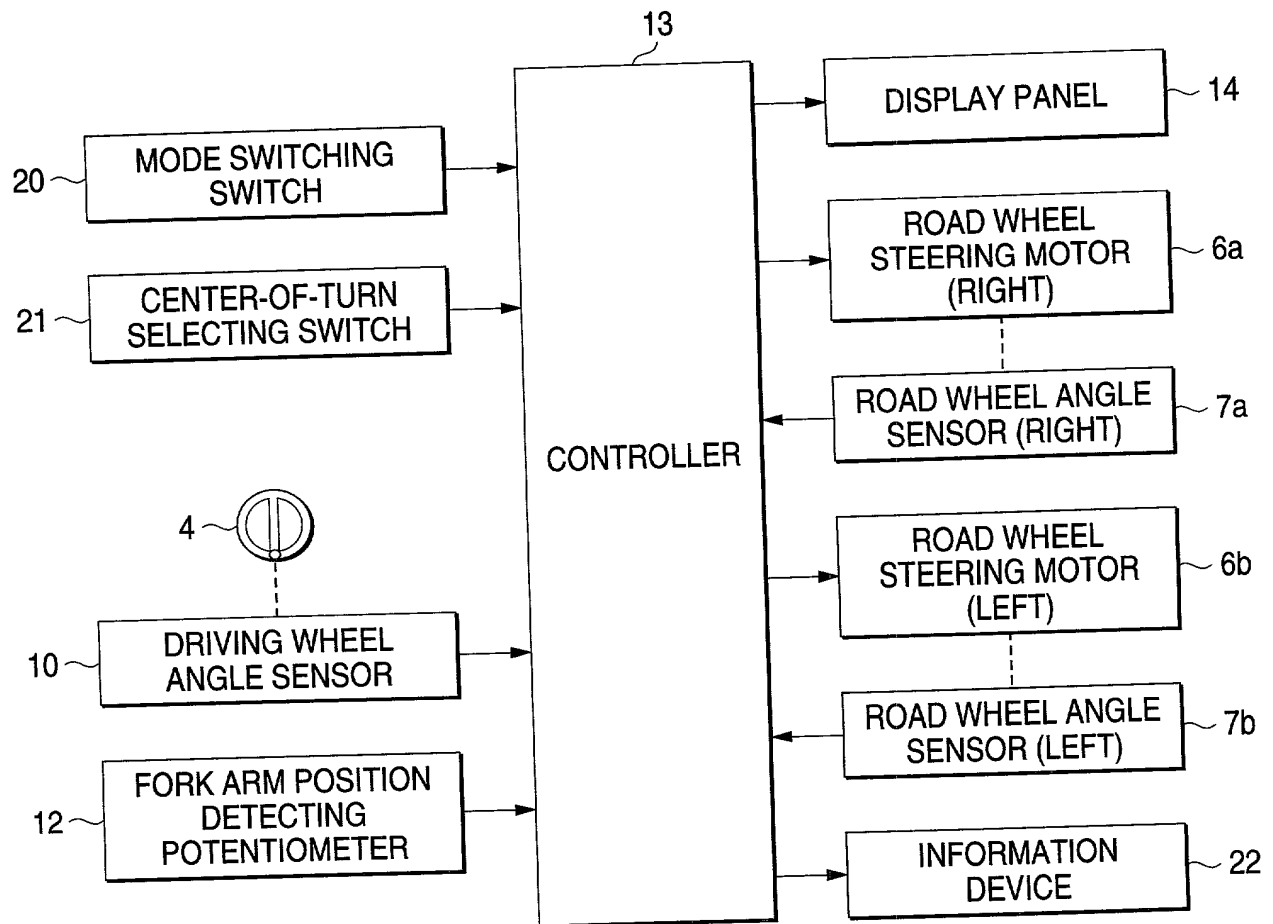 13
20
MODE SWITCHING
SWITCH
21
CENTER-OF-TURN
SELECTING SWITCH
4
10
DRIVING WHEEL
ANGLE SENSOR
12
FORK ARM POSITION
DETECTING
POTENTIOMETER
CONTROLLER
DISPLAY PANEL
14
ROAD WHEEL
STEERING MOTOR
(RIGHT)
6a
ROAD WHEEL ANGLE
SENSOR (RIGHT)
7a
ROAD WHEEL
STEERING MOTOR
(LEFT)
6b
ROAD WHEEL ANGLE
SENSOR (LEFT)
7b
INFORMATION
DEVICE
22